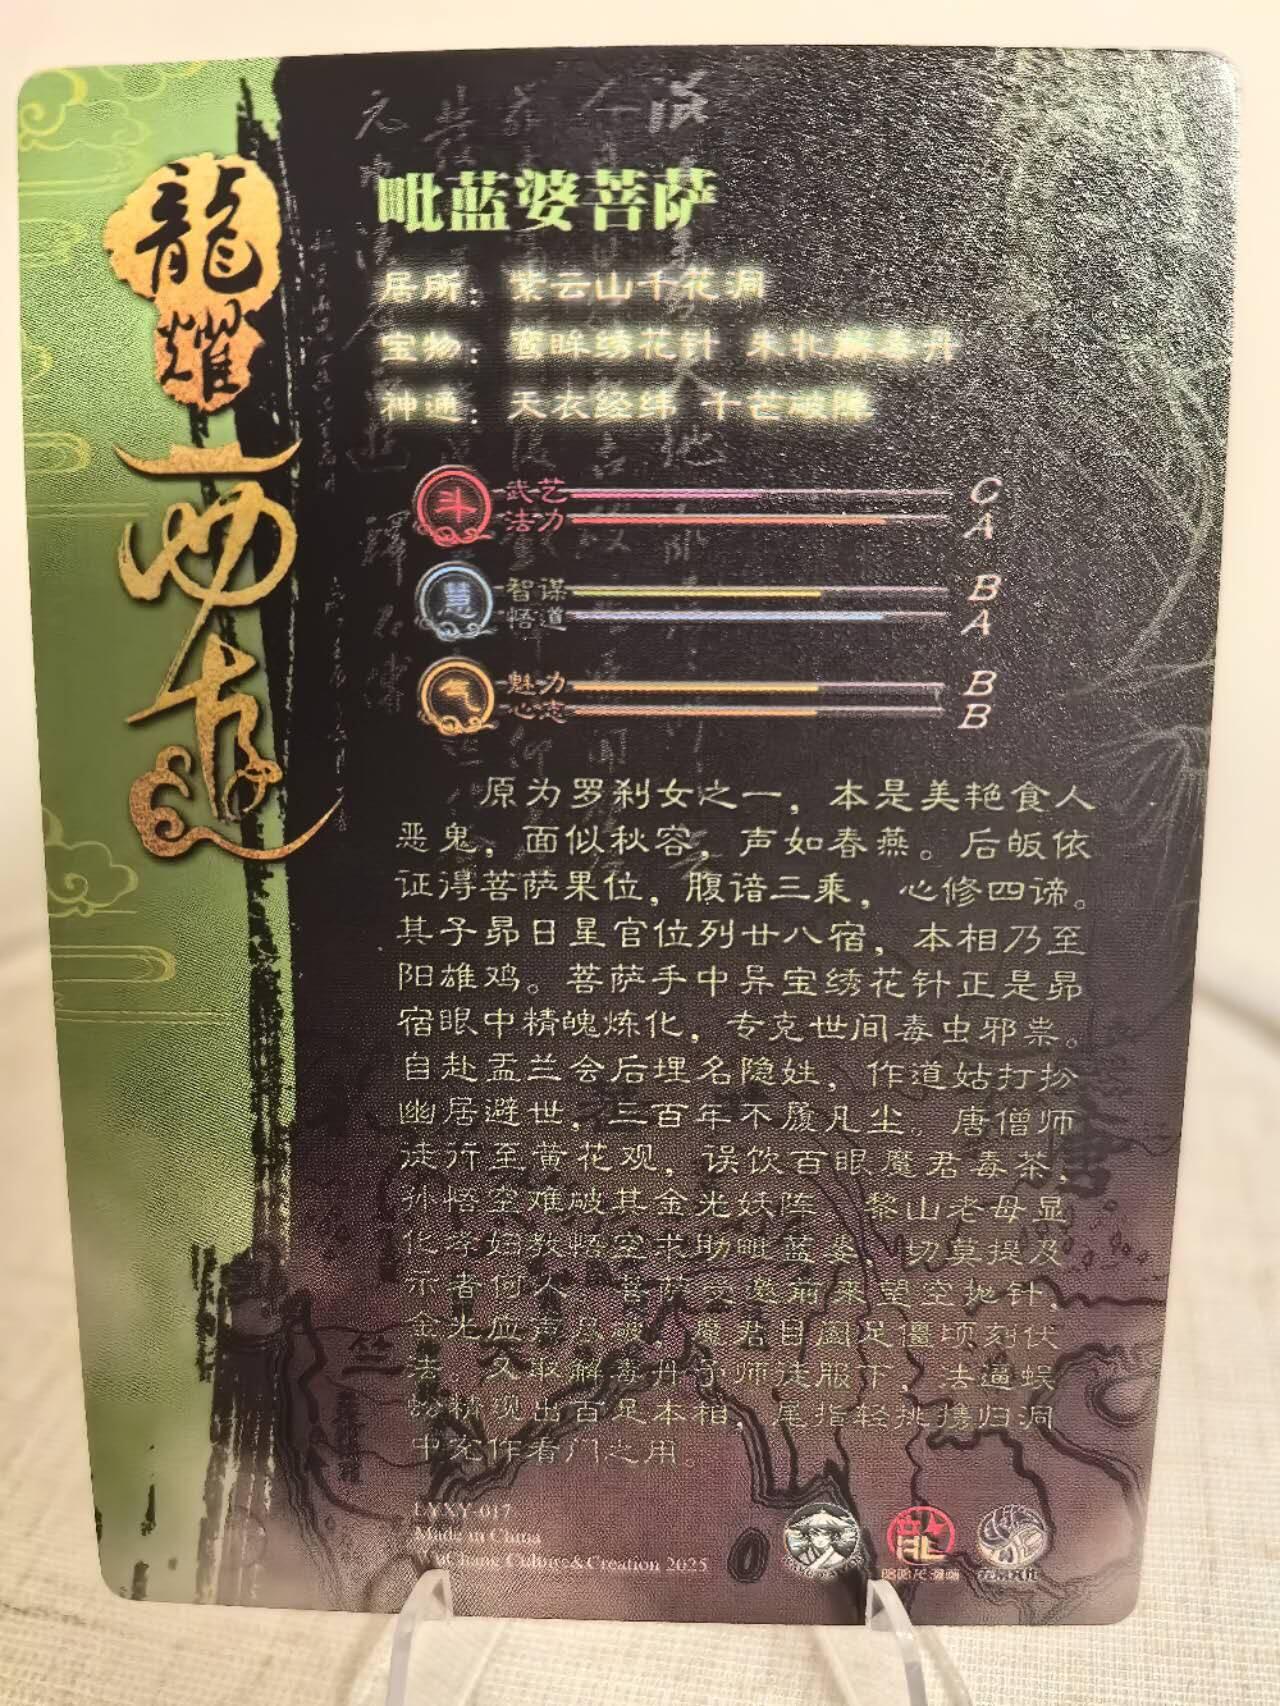 龍耀西遊
毗蓝婆菩萨
居所：紫云山千花洞
宝物：鸾眸绣花针 朱牝解毒丹
神通：天衣经纬 千芒破隐
斗 武艺 C
法力 A
慧 智谋 B
悟道 A
气 魅力 B
心志 B
原为罗刹女之一，本是美艳食人
恶鬼，面似秋容，声如春燕。后皈依
证得菩萨果位，腹谙三乘，心修四谛。
其子昴日星官位列廿八宿，本相乃至
阳雄鸡。菩萨手中异宝绣花针正是昴
宿眼中精魄炼化，专克世间毒虫邪祟。
自赴盂兰会后埋名隐姓，作道姑打扮
幽居避世，三百年不履凡尘。唐僧师
徒行至黄花观，误饮百眼魔君毒茶，
孙悟空难破其金光妖阵，黎山老母显
化孝妇教悟空求助毗蓝婆，切莫提及
示者何人。菩萨受邀前来望空抛针，
金光应声尽破。魔君目阖足僵顷刻伏
法。又取解毒丹予师徒服下，法逼蜈
蚣精现出百足本相，尾指轻挑携归洞
中充作看门之用。
LYXY-017
Made in China
WuChang Culture&Creation 2025